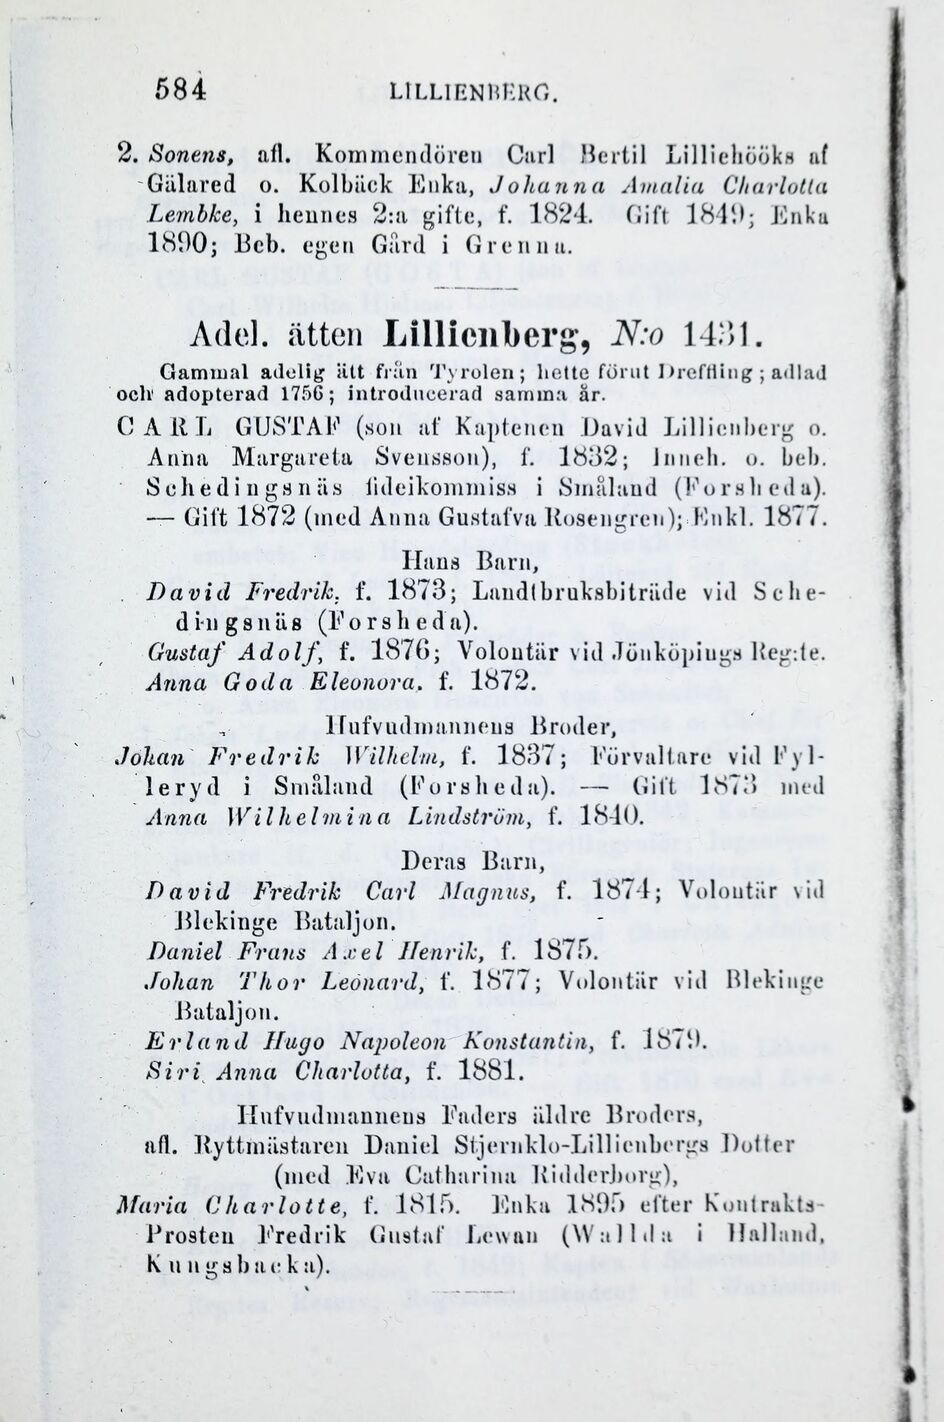 584 LILLIENBERG.
2. Sonens, afl. Kommendören Carl Bertil Lilliehööks af
Gälared o. Kolbäck Enka, Johanna Amalia Charlotta
Lembke, i hennes 2:a gifte, f. 1824. Gift 1849; Enka
1890; Beb. egen Gård i Grenna.
Adel. ätten Lillienberg, N:o 1431.
Gammal adelig ätt från Tyrolen; hette förut Dreffling; adlad
och adopterad 1756; introducerad samma år.
CARL GUSTAF (son af Kaptenen David Lillienberg o.
Anna Margareta Svensson), f. 1832; Inneh. o. beb.
Schedingsnäs fideikommiss i Småland (Forsheda).
— Gift 1872 (med Anna Gustafva Rosengren); Enkl. 1877.
Hans Barn,
David Fredrik, f. 1873; Landtbruksbiträde vid Sche-
dingsnäs (Forsheda).
Gustaf Adolf, f. 1876; Volontär vid Jönköpings Reg:te.
Anna Goda Eleonora, f. 1872.
Hufvudmannens Broder,
Johan Fredrik Wilhelm, f. 1837; Förvaltare vid Fyl-
leryd i Småland (Forsheda). — Gift 1873 med
Anna Wilhelmina Lindström, f. 1840.
Deras Barn,
David Fredrik Carl Magnus, f. 1874; Volontär vid
Blekinge Bataljon.
Daniel Frans Axel Henrik, f. 1875.
Johan Thor Leonard, f. 1877; Volontär vid Blekinge
Bataljon.
Erland Hugo Napoleon Konstantin, f. 1879.
Siri Anna Charlotta, f. 1881.
Hufvudmannens Faders äldre Broders,
afl. Ryttmästaren Daniel Stjernklo-Lillienbergs Dotter
(med Eva Catharina Ridderborg),
Maria Charlotte, f. 1815. Enka 1895 efter Kontrakts-
Prosten Fredrik Gustaf Lewan (Wallda i Halland,
Kungsbacka).